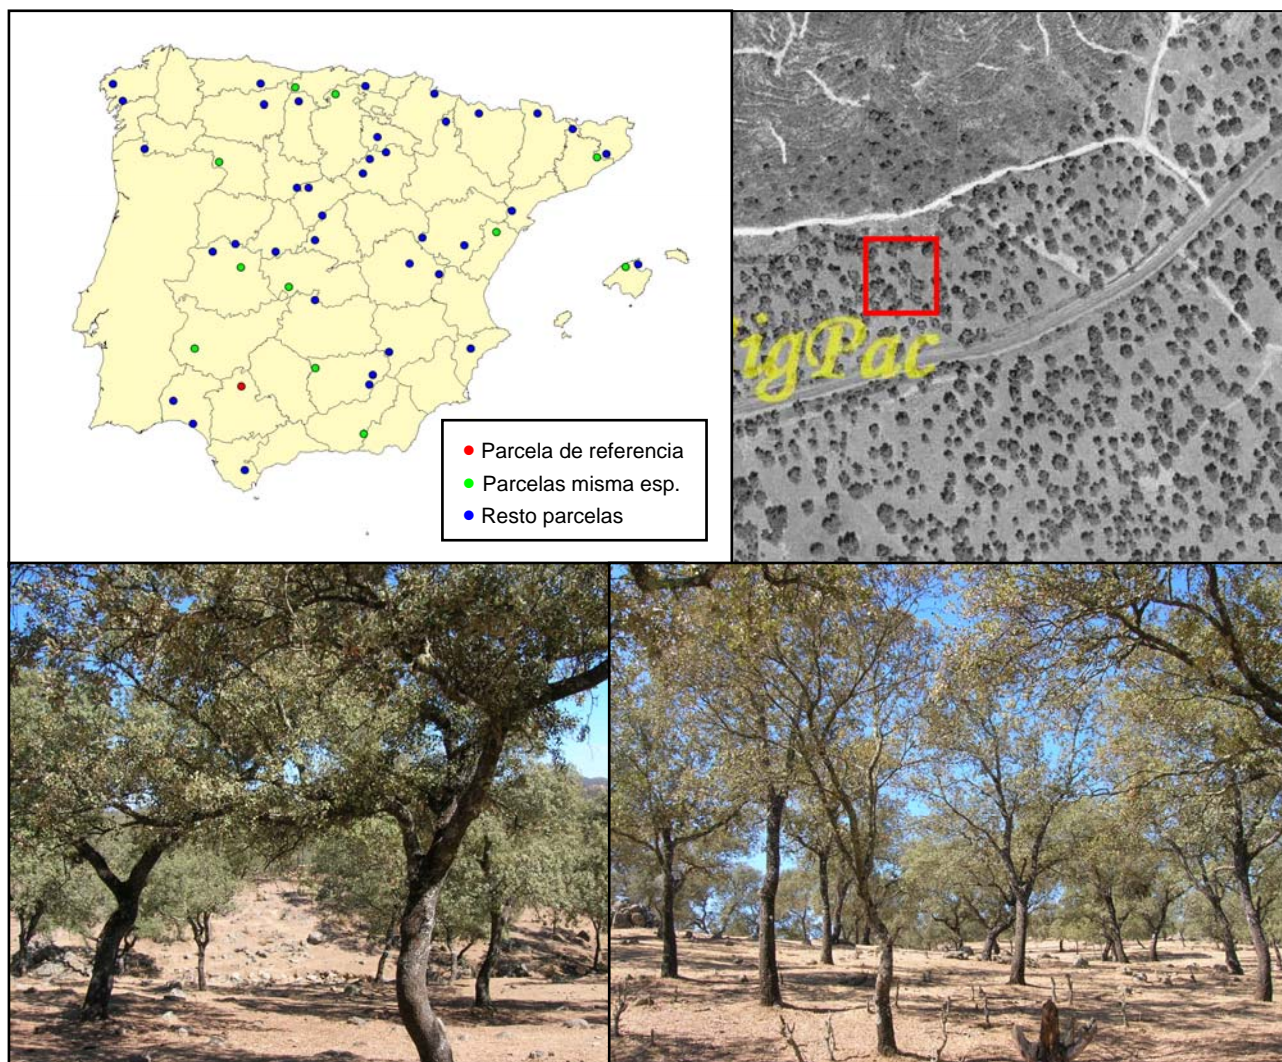 Parcela de referencia
Parcelas misma esp.
Resto parcelas
igPac